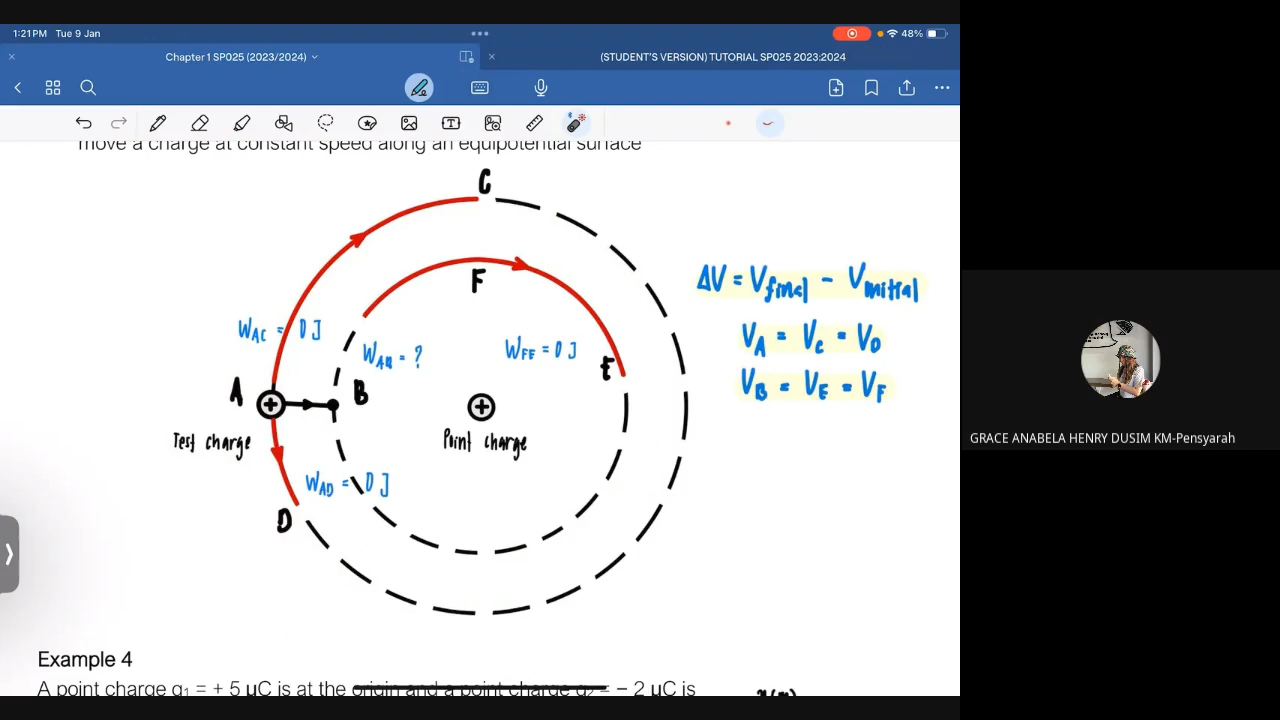 1:21PM Tue 9 Jan
48%
Chapter 1 SP025 (2023/2024)
(STUDENT'S VERSION) TUTORIAL SP025 2023:2024
move a charge at constant speed along an equipotential surface
C
F
ΔV = Vfinal - Vinitial
WAC = 0 J
VA = VC = VD
WAB = ?
WFE = 0 J
E
VB = VE = VF
A
B
Test charge
Point charge
GRACE ANABELA HENRY DUSIM KM-Pensyarah
WAD = 0 J
D
Example 4
A point charge q₁ = + 5 µC is at the origin and a point charge q₂ = − 2 µC is
x(m)